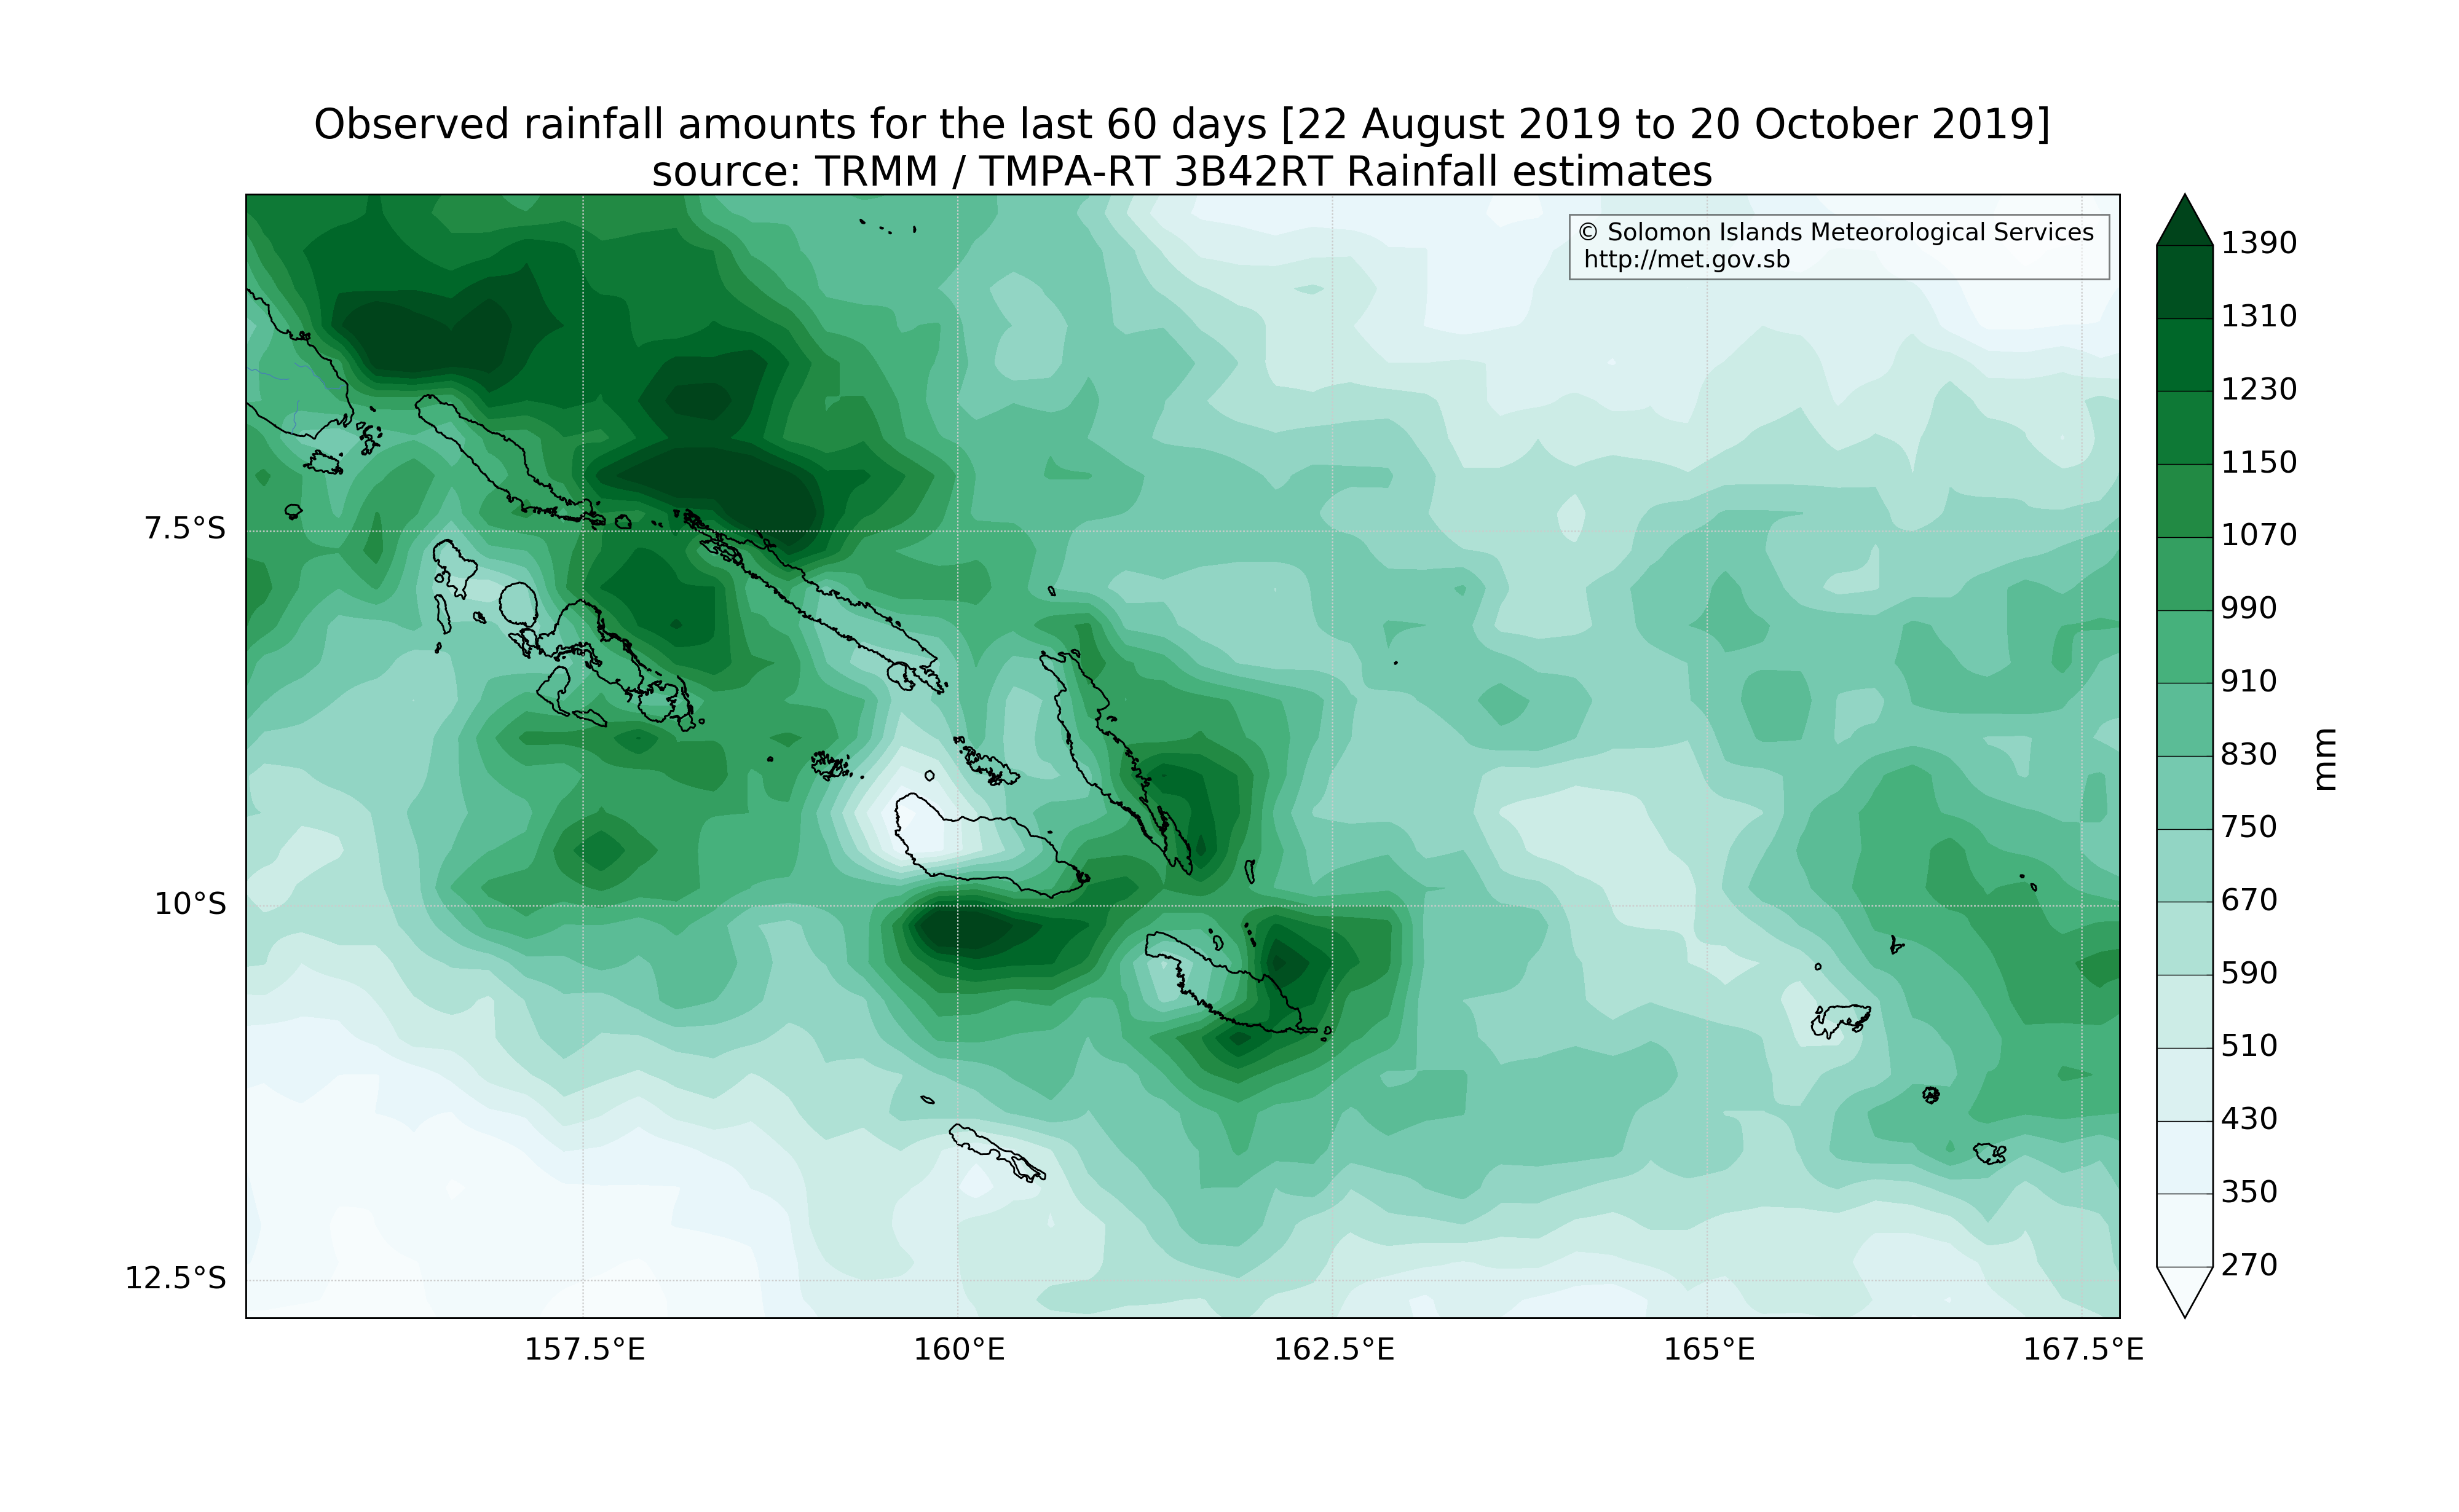 Observed rainfall amounts for the last 60 days [22 August 2019 to 20 October 2019]
source: TRMM / TMPA-RT 3B42RT Rainfall estimates
© Solomon Islands Meteorological Services
http://met.gov.sb
7.5°S
10°S
12.5°S
157.5°E
160°E
162.5°E
165°E
167.5°E
1390
1310
1230
1150
1070
990
910
830
750
670
590
510
430
350
270
mm